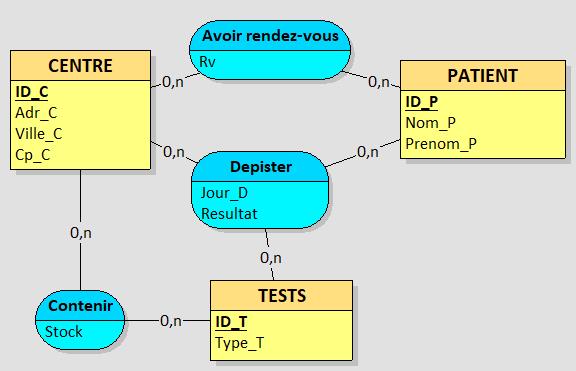 Avoir rendez-vous
Rv
CENTRE
ID_C
Adr_C
Ville_C
Cp_C
0,n
0,n
PATIENT
ID_P
Nom_P
Prenom_P
0,n
0,n
Depister
Jour_D
Resultat
0,n
0,n
Contenir
Stock
0,n
TESTS
ID_T
Type_T